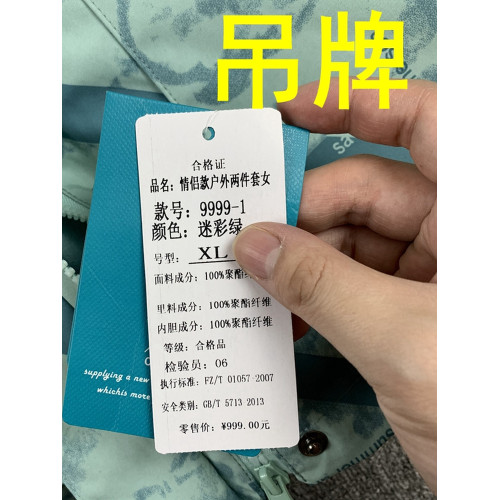 吊牌
合格证
品名: 情侣款户外两件套女
款号: 9999-1
颜色: 迷彩绿
号型: XL
面料成分: 100%聚酯纤
里料成分: 100%聚酯纤维
内胆成分: 100%聚酯纤维
等级: 合格品
检验员: 06
执行标准: FZ/T 01057-2007
安全类别: GB/T 5713-2013
零售价: ¥999.00元
supplying a new
whichis more